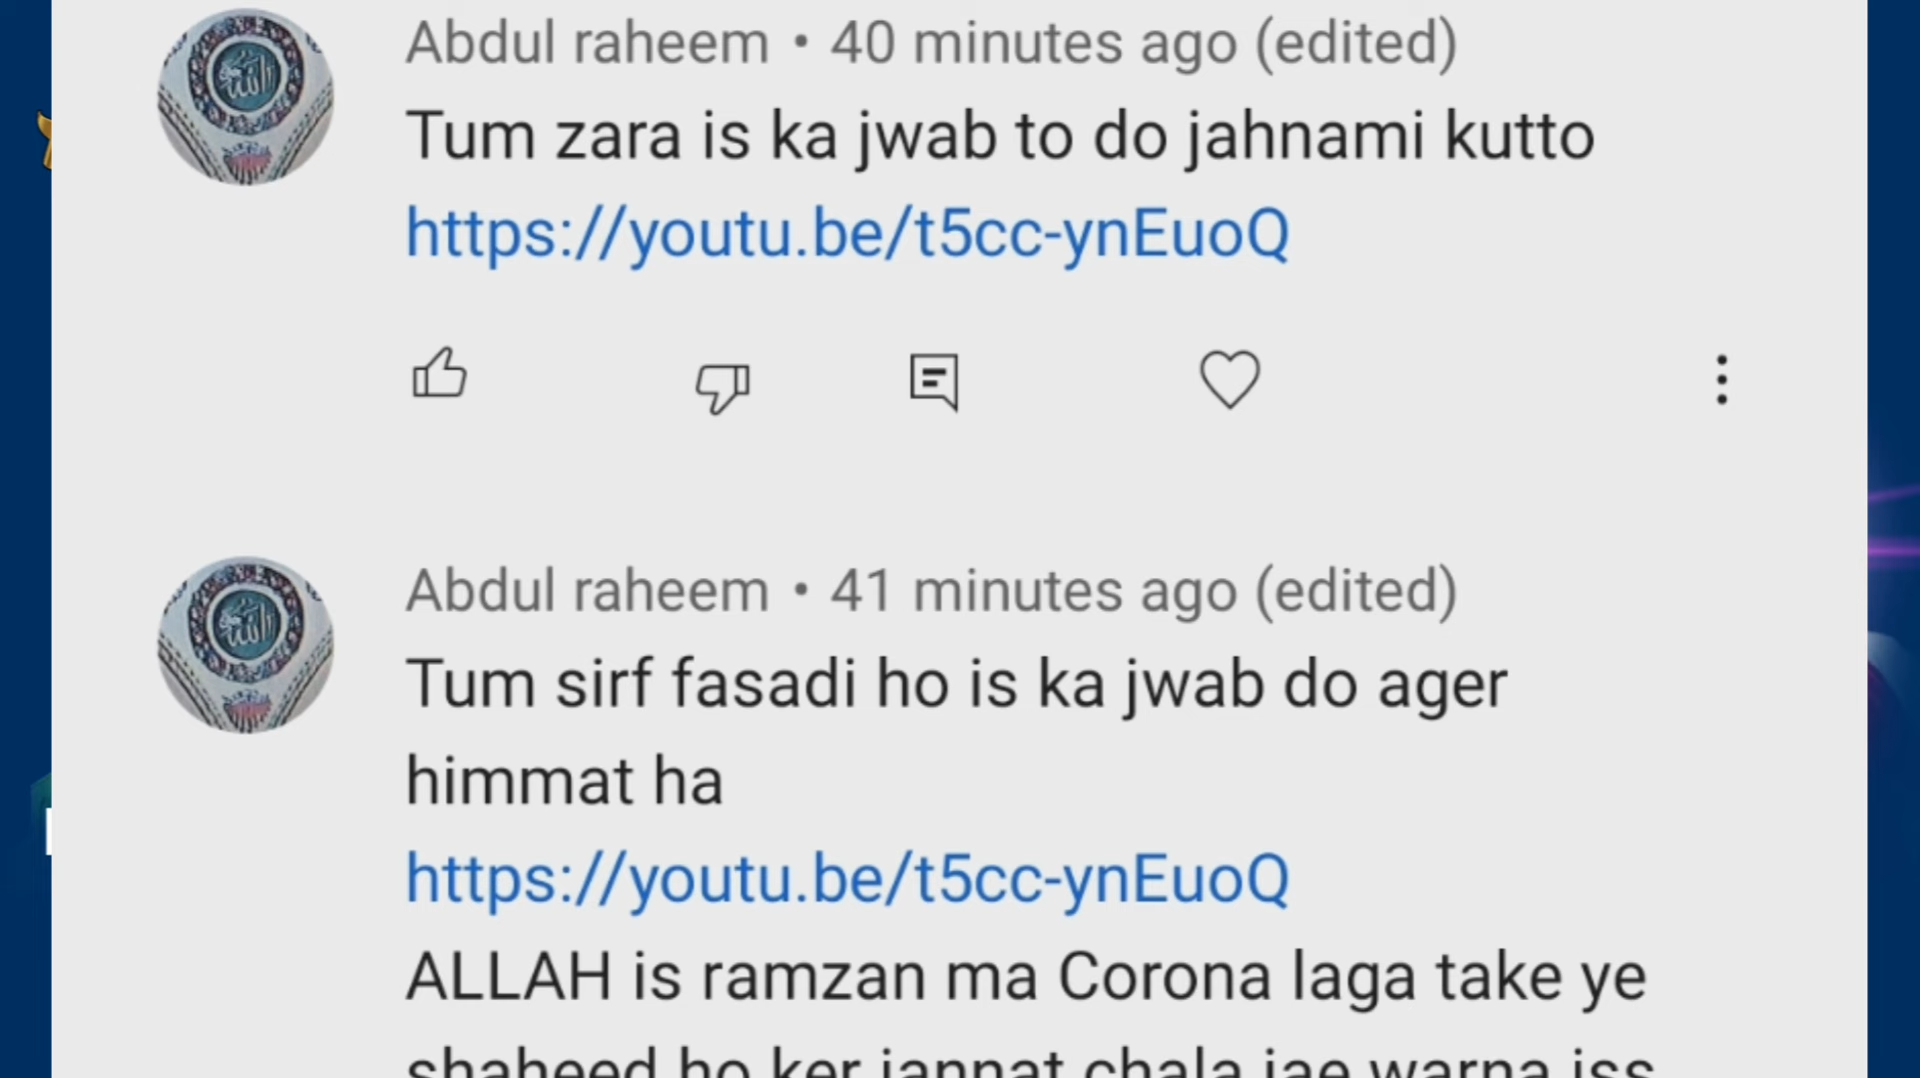 Abdul raheem • 40 minutes ago (edited)
Tum zara is ka jwab to do jahnami kutto
https://youtu.be/t5cc-ynEuoQ
Abdul raheem • 41 minutes ago (edited)
Tum sirf fasadi ho is ka jwab do ager
himmat ha
https://youtu.be/t5cc-ynEuoQ
ALLAH is ramzan ma Corona laga take ye
shaheed ho ker jannat chala jae warna iss